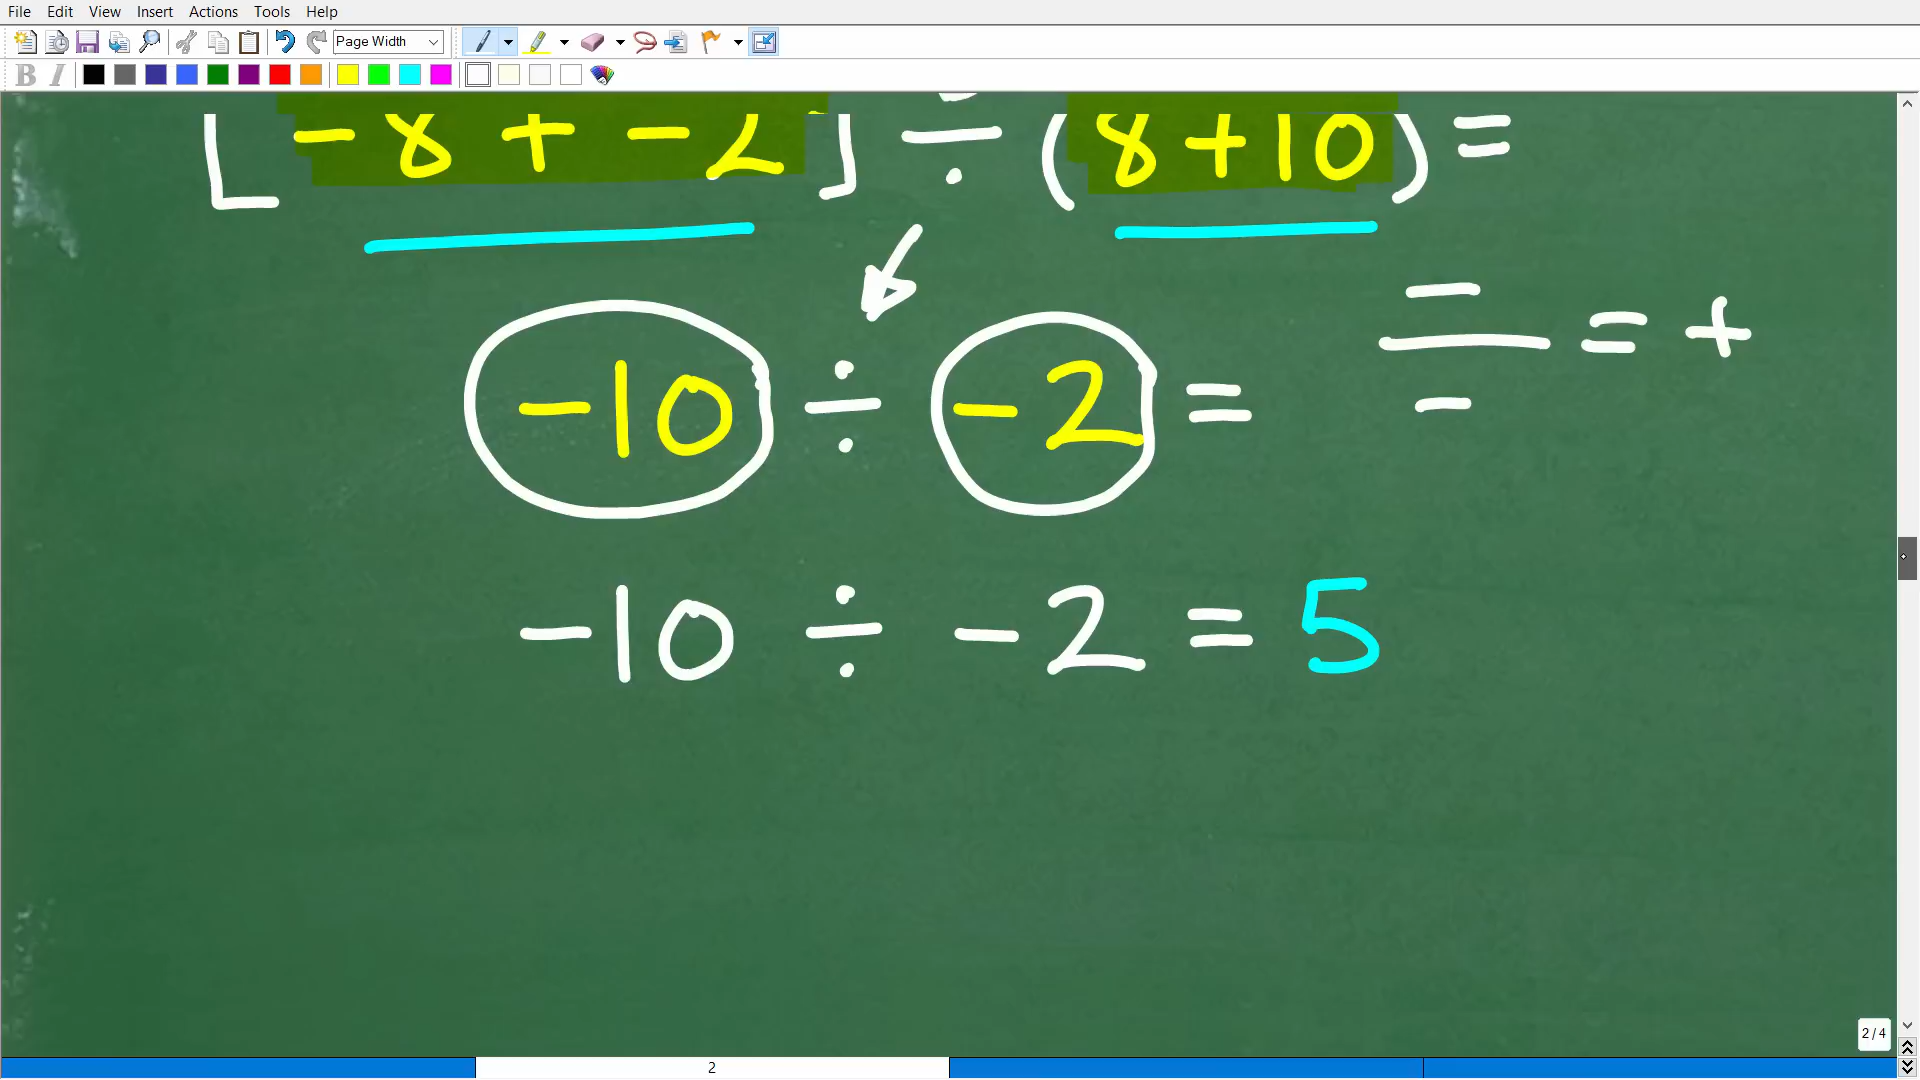 File Edit View Insert Actions Tools Help
Page Width
B I
[ -8 + -2 ] ÷ ( 8 + 10 ) =
-10 ÷ -2 =
- / - = +
-10 ÷ -2 = 5
2 / 4
2